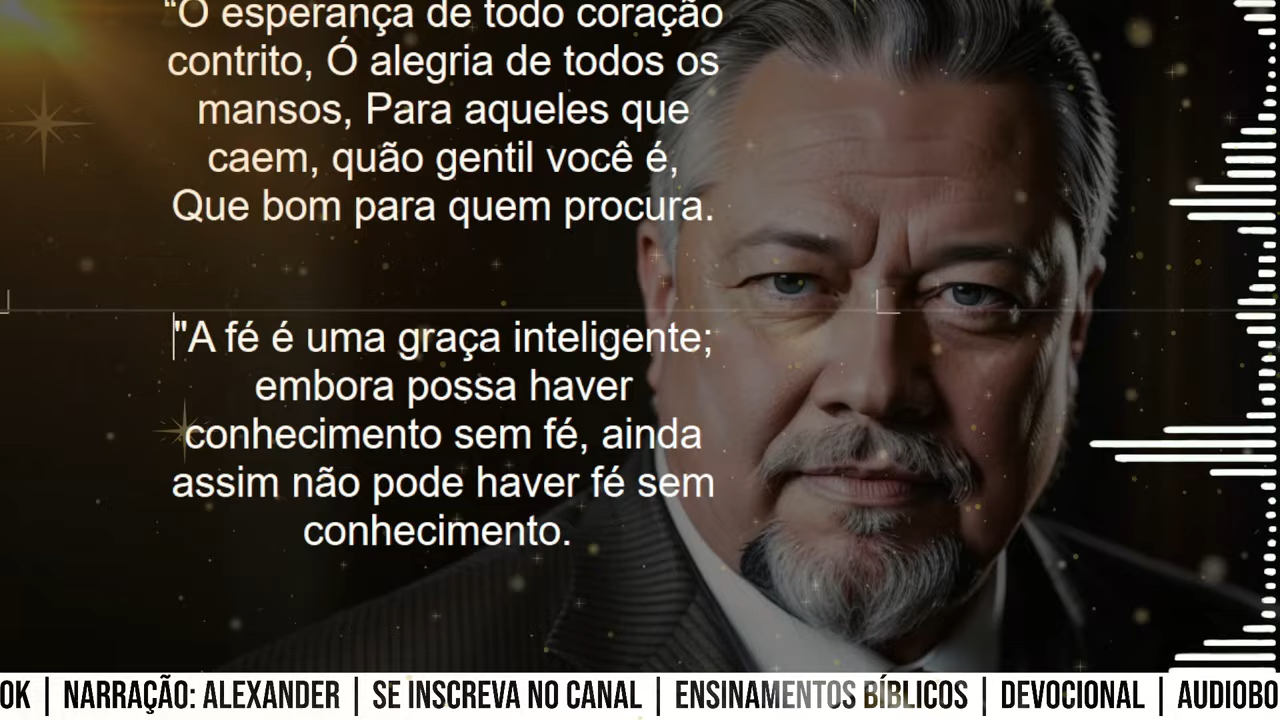 “Ó esperança de todo coração
contrito, Ó alegria de todos os
mansos, Para aqueles que
caem, quão gentil você é,
Que bom para quem procura.
"A fé é uma graça inteligente;
embora possa haver
conhecimento sem fé, ainda
assim não pode haver fé sem
conhecimento.
OK | NARRAÇÃO: ALEXANDER | SE INSCREVA NO CANAL | ENSINAMENTOS BÍBLICOS | DEVOCIONAL | AUDIOBO